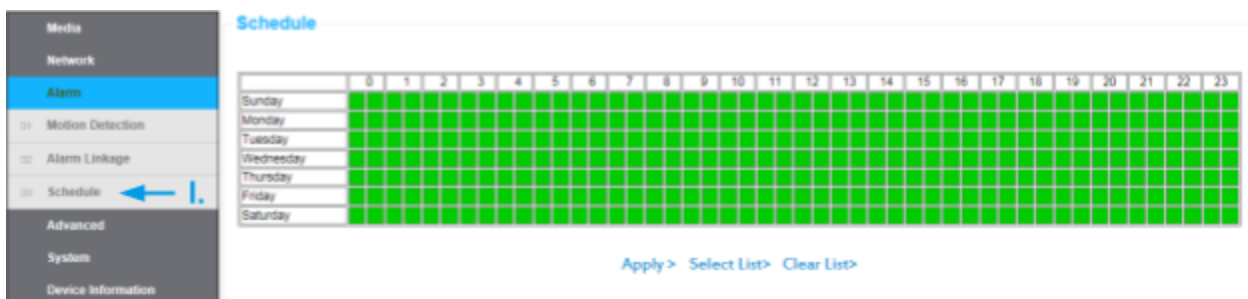 Media
Network
Alarm
01 Motion Detection
02 Alarm Linkage
03 Schedule
1.
Advanced
System
Device Information
Schedule
0 1 2 3 4 5 6 7 8 9 10 11 12 13 14 15 16 17 18 19 20 21 22 23
Sunday
Monday
Tuesday
Wednesday
Thursday
Friday
Saturday
Apply > Select List> Clear List>